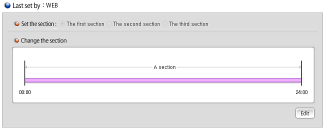 Last set by : WEB
Set the section : The first section The second section The third section
Change the section
A section
00:00 24:00
Edit